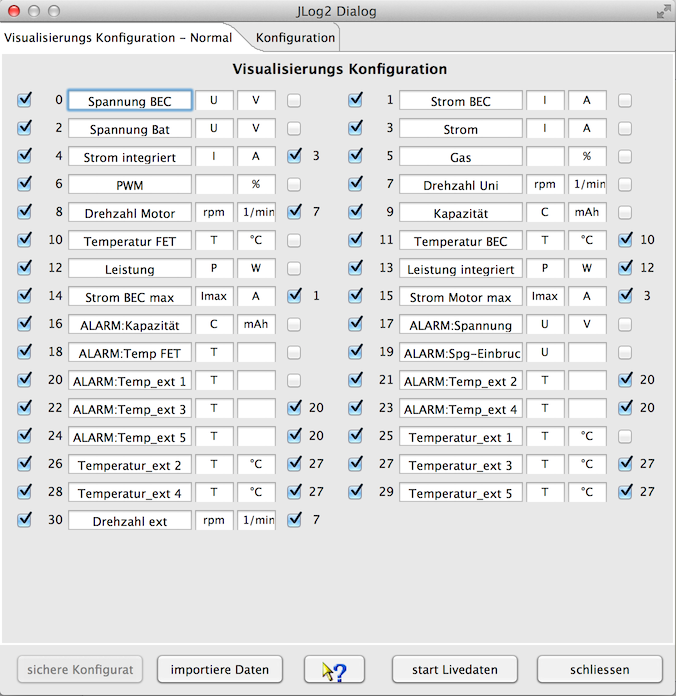 JLog2 Dialog
Visualisierungs Konfiguration – Normal Konfiguration
Visualisierungs Konfiguration
0 Spannung BEC U V 1 Strom BEC I A
2 Spannung Bat U V 3 Strom I A
4 Strom integriert I A 3 5 Gas %
6 PWM % 7 Drehzahl Uni rpm 1/min
8 Drehzahl Motor rpm 1/min 7 9 Kapazität C mAh
10 Temperatur FET T °C 11 Temperatur BEC T °C 10
12 Leistung P W 13 Leistung integriert P W 12
14 Strom BEC max Imax A 1 15 Strom Motor max Imax A 3
16 ALARM:Kapazität C mAh 17 ALARM:Spannung U V
18 ALARM:Temp FET T 19 ALARM:Spg-Einbruc U
20 ALARM:Temp_ext 1 T 21 ALARM:Temp_ext 2 T 20
22 ALARM:Temp_ext 3 T 20 23 ALARM:Temp_ext 4 T 20
24 ALARM:Temp_ext 5 T 20 25 Temperatur_ext 1 T °C
26 Temperatur_ext 2 T °C 27 27 Temperatur_ext 3 T °C 27
28 Temperatur_ext 4 T °C 27 29 Temperatur_ext 5 T °C 27
30 Drehzahl ext rpm 1/min 7
sichere Konfigurat importiere Daten ? start Livedaten schliessen